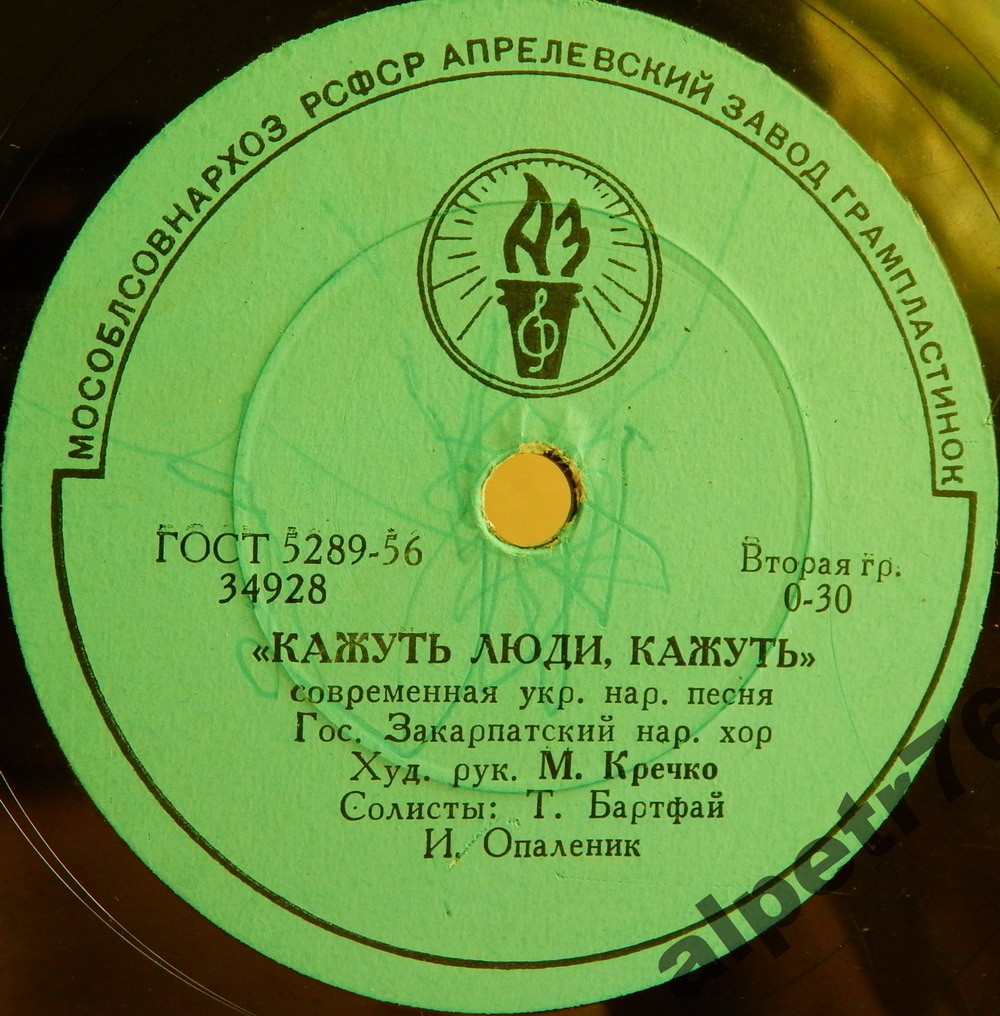 МОСОБЛСОВНАРХОЗ РСФСР АПРЕЛЕВСКИЙ ЗАВОД ГРАМПЛАСТИНОК
АЗ
ГОСТ 5289-56
34928
Вторая гр.
0-30
«КАЖУТЬ ЛЮДИ, КАЖУТЬ»
современная укр. нар. песня
Гос. Закарпатский нар. хор
Худ. рук. М. Кречко
Солисты: Т. Бартфай
И. Опаленик
alpetr76